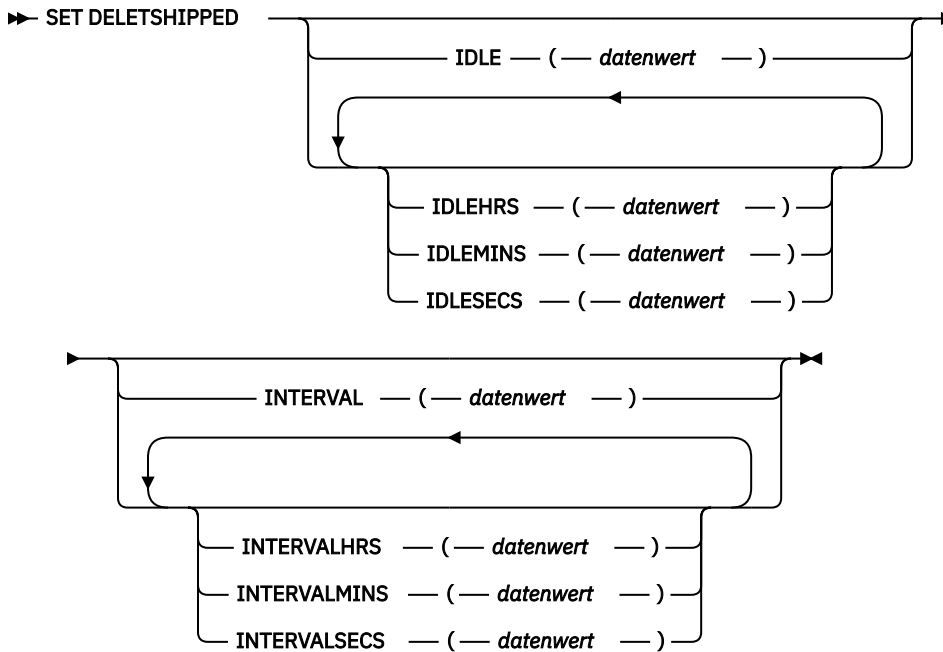 SET DELETSHIPPED
IDLE ( datenwert )
IDLEHRS ( datenwert )
IDLEMINS ( datenwert )
IDLESECS ( datenwert )
INTERVAL ( datenwert )
INTERVALHRS ( datenwert )
INTERVALMINS ( datenwert )
INTERVALSECS ( datenwert )